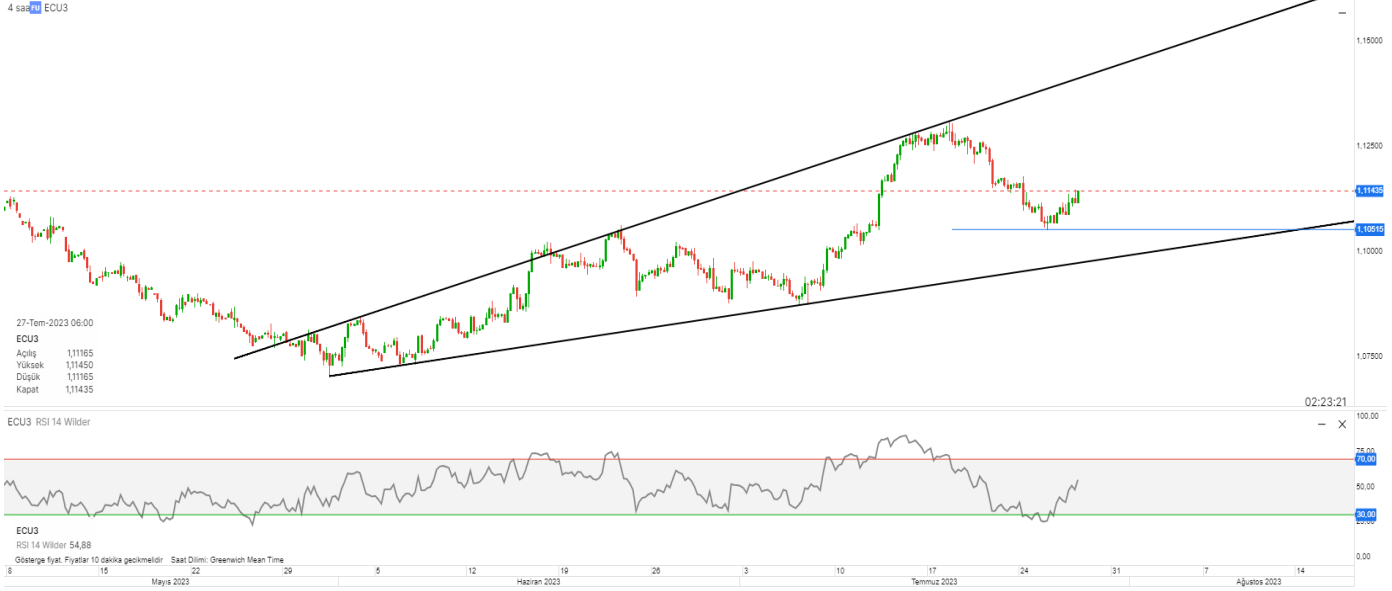 4 saa FU ECU3
1,15000
1,12500
1,11435
1,10515
1,10000
1,07500
27-Tem-2023 06:00
ECU3
Açılış 1,11165
Yüksek 1,11450
Düşük 1,11165
Kapat 1,11435
02:23:21
ECU3 RSI 14 Wilder
100,00
75,00
70,00
50,00
30,00
25,00
0,00
ECU3
RSI 14 Wilder 54,88
Gösterge fiyat. Fiyatlar 10 dakika gecikmelidir Saat Dilimi: Greenwich Mean Time
8 15 22 29 5 12 19 26 3 10 17 24 31 7 14
Mayıs 2023 Haziran 2023 Temmuz 2023 Ağustos 2023